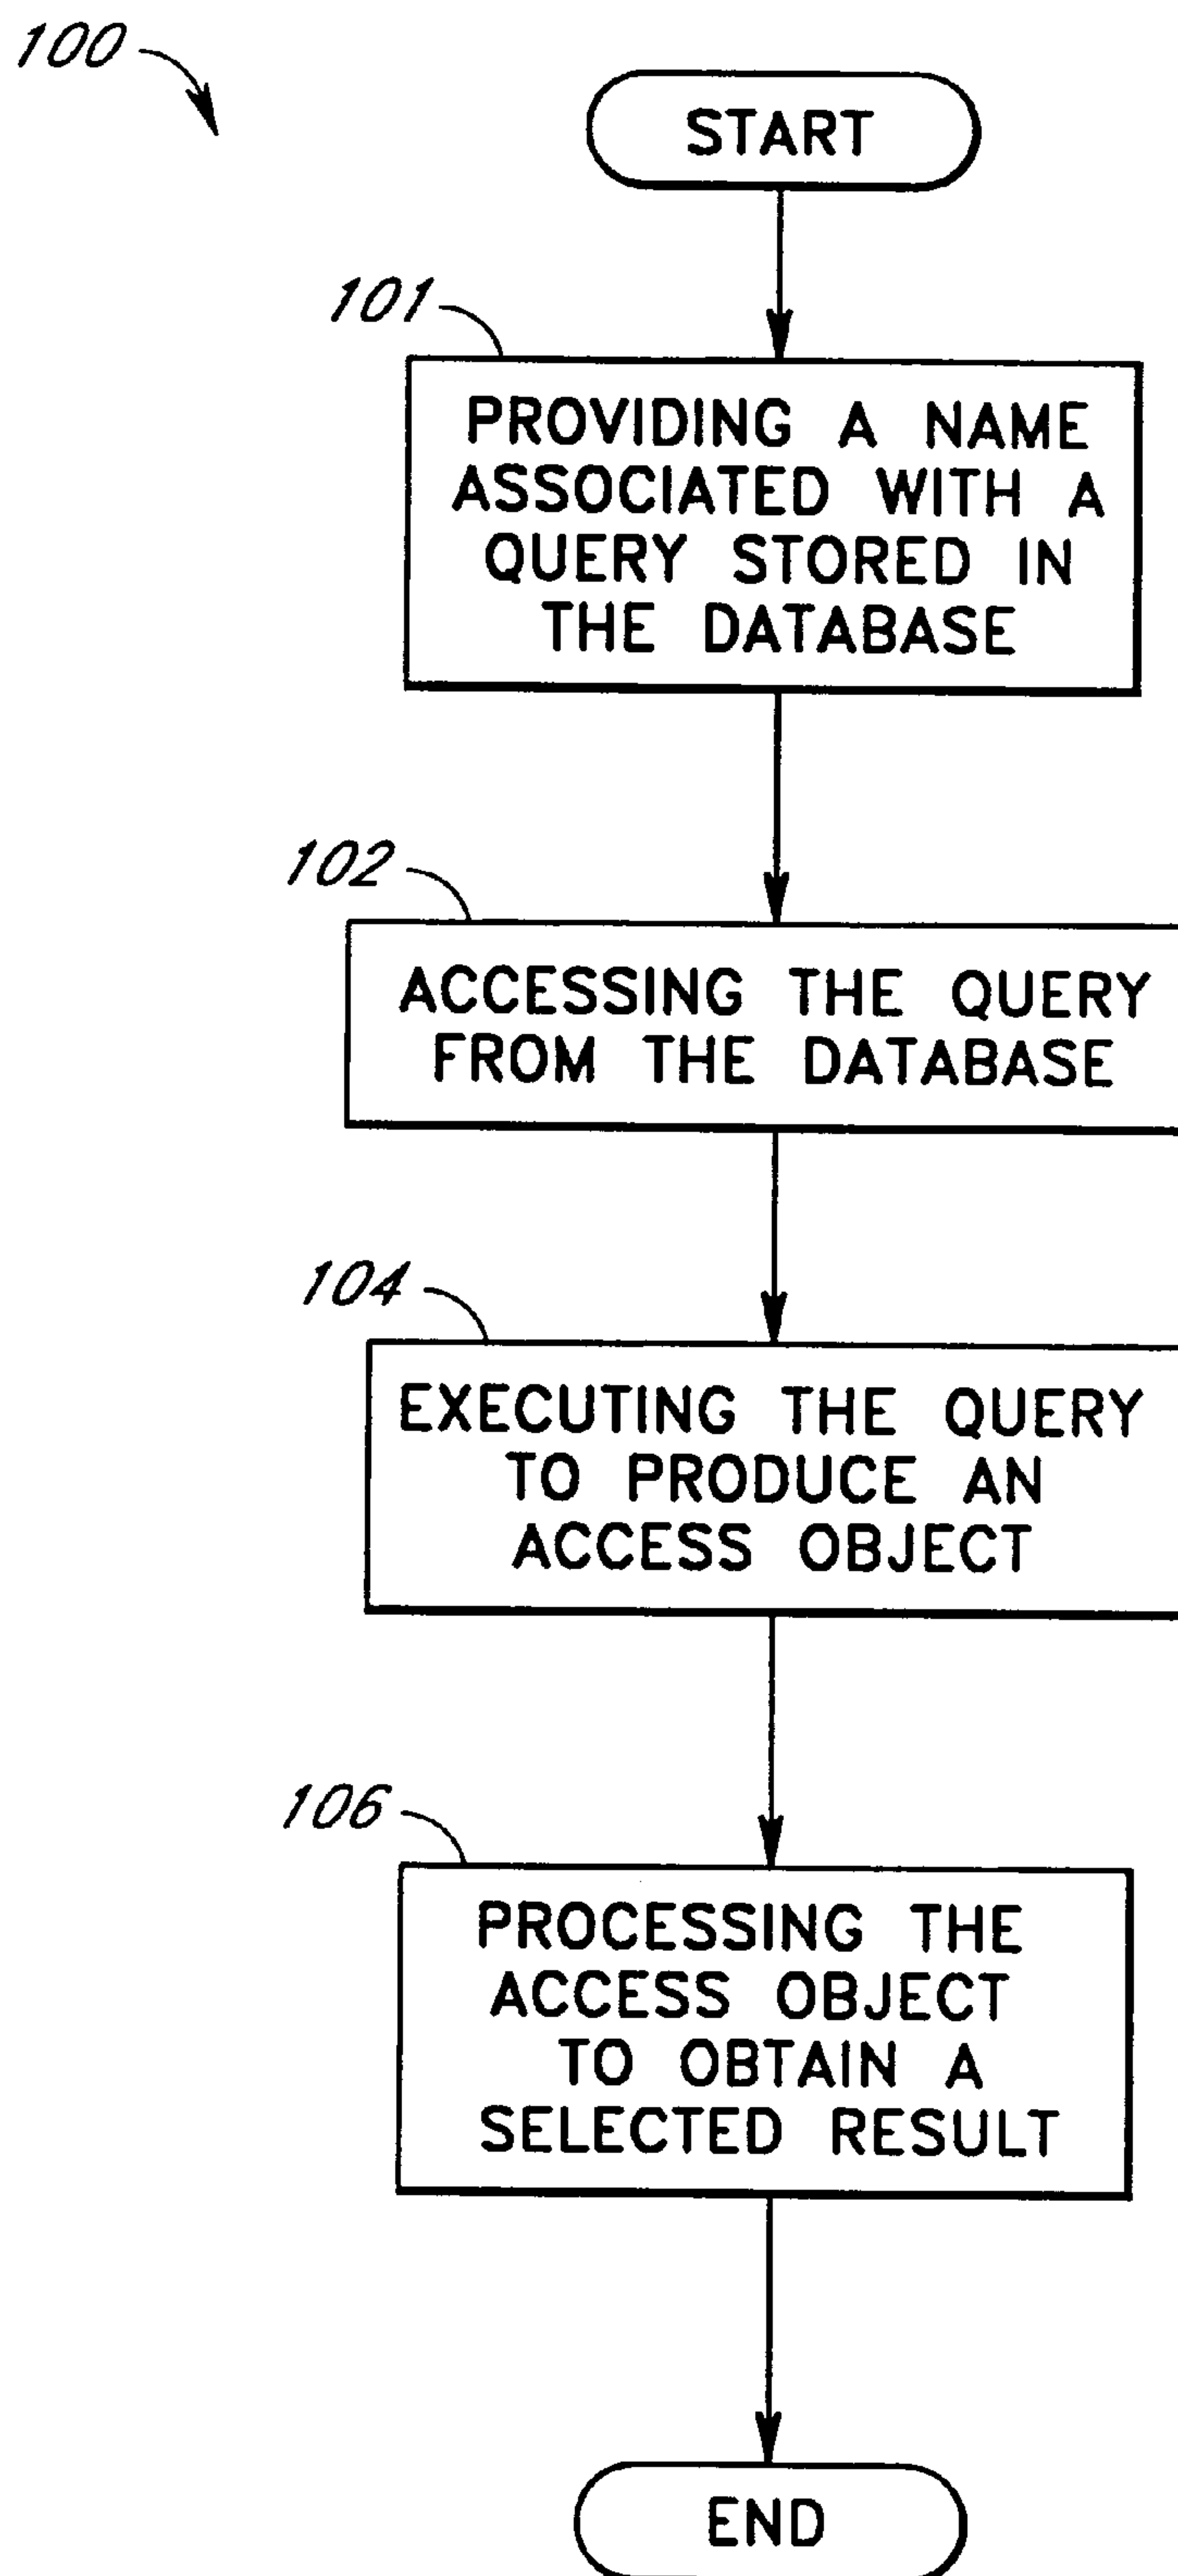 100
START
101
PROVIDING A NAME
ASSOCIATED WITH A
QUERY STORED IN
THE DATABASE
102
ACCESSING THE QUERY
FROM THE DATABASE
104
EXECUTING THE QUERY
TO PRODUCE AN
ACCESS OBJECT
106
PROCESSING THE
ACCESS OBJECT
TO OBTAIN A
SELECTED RESULT
END